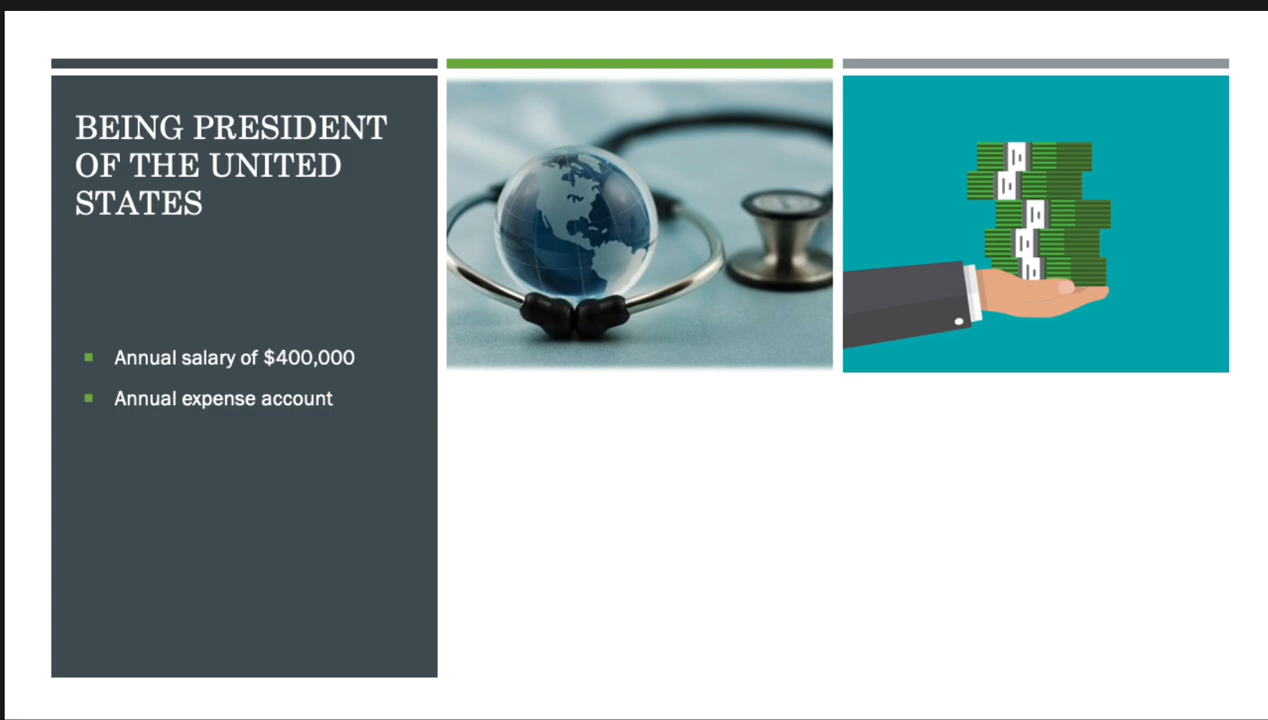 BEING PRESIDENT
OF THE UNITED
STATES
Annual salary of $400,000
Annual expense account